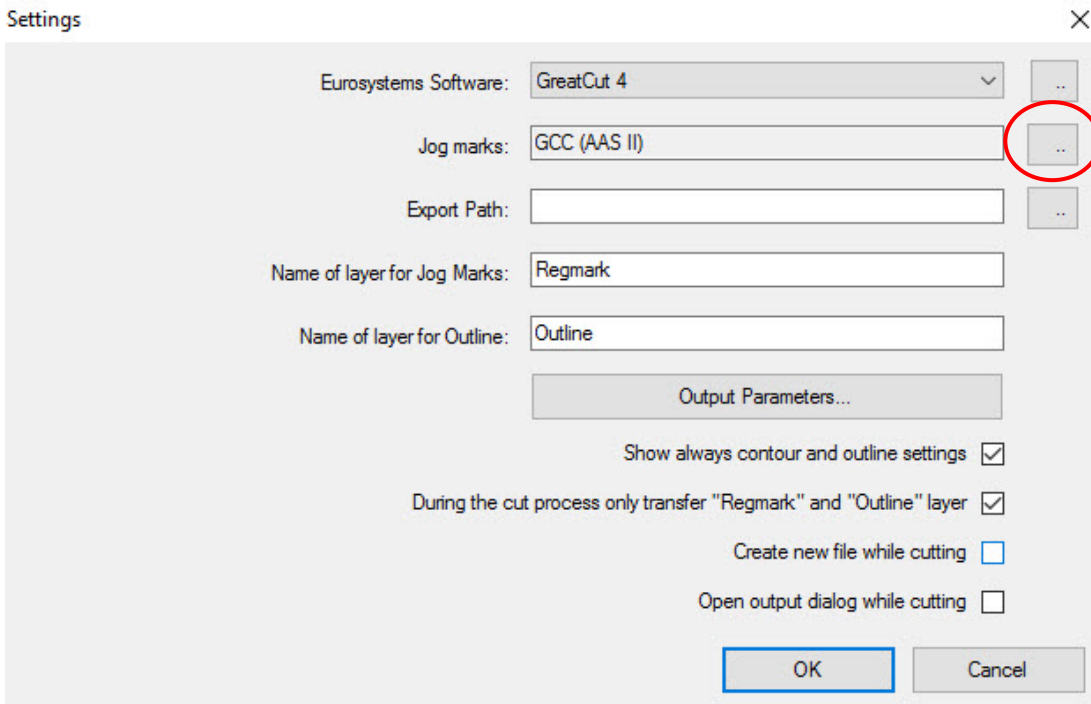 Settings
Eurosystems Software: GreatCut 4 ..
Jog marks: GCC (AAS II) ..
Export Path: ..
Name of layer for Jog Marks: Regmark
Name of layer for Outline: Outline
Output Parameters...
Show always contour and outline settings
During the cut process only transfer "Regmark" and "Outline" layer
Create new file while cutting
Open output dialog while cutting
OK Cancel